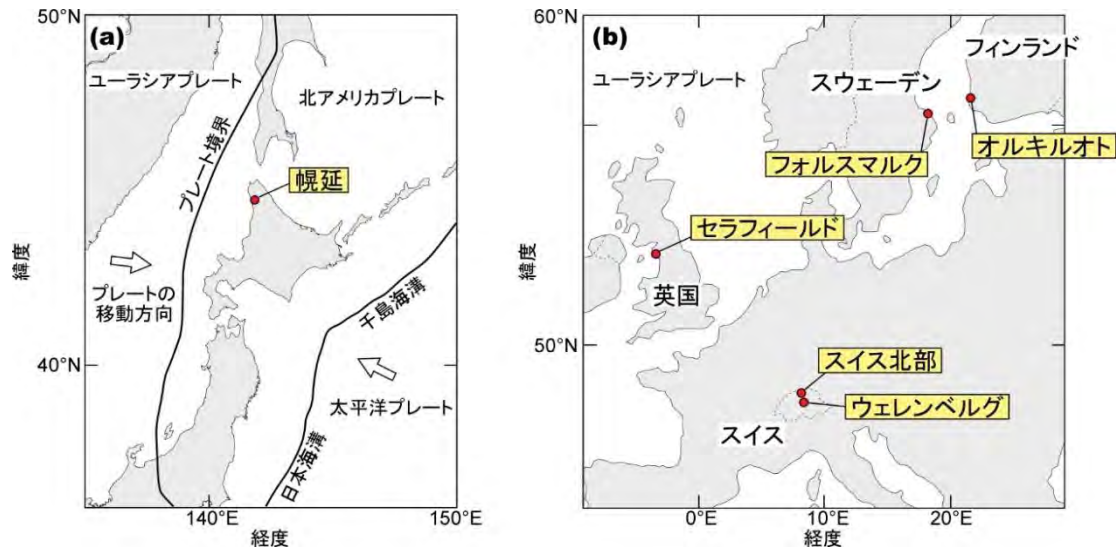 50°N
(a)
ユーラシアプレート
北アメリカプレート
プレート境界
幌延
緯度
プレートの
移動方向
千島海溝
40°N
太平洋プレート
日本海溝
140°E
150°E
経度
60°N
(b)
フィンランド
ユーラシアプレート
スウェーデン
オルキルオト
フォルスマルク
セラフィールド
緯度
英国
50°N
スイス北部
ウェレンベルグ
スイス
0°E
10°E
20°E
経度